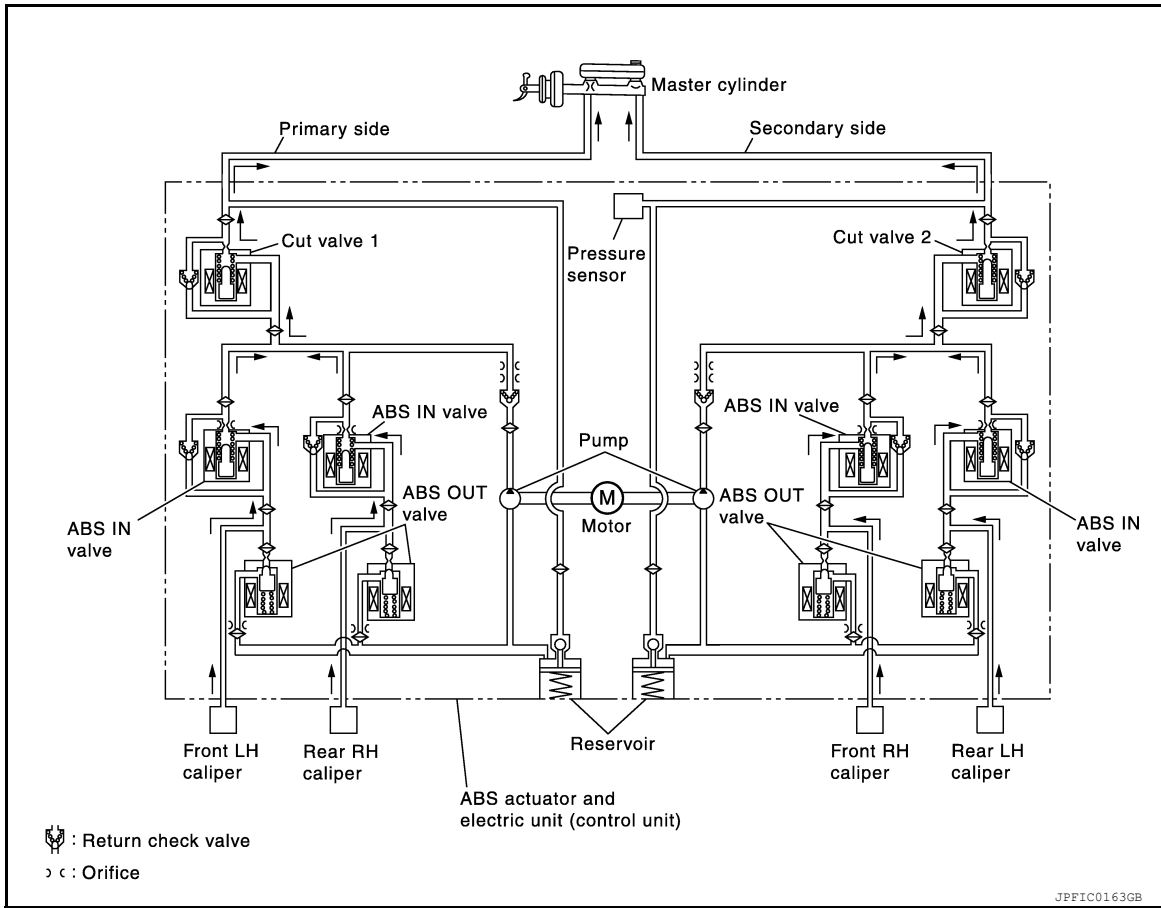 Master cylinder
Primary side
Secondary side
Cut valve 1
Pressure
sensor
Cut valve 2
ABS IN valve
ABS IN valve
Pump
ABS OUT
valve
M
Motor
ABS OUT
valve
ABS IN
valve
ABS IN
valve
Reservoir
Front LH
caliper
Rear RH
caliper
Front RH
caliper
Rear LH
caliper
ABS actuator and
electric unit (control unit)
: Return check valve
: Orifice
JPFIC0163GB